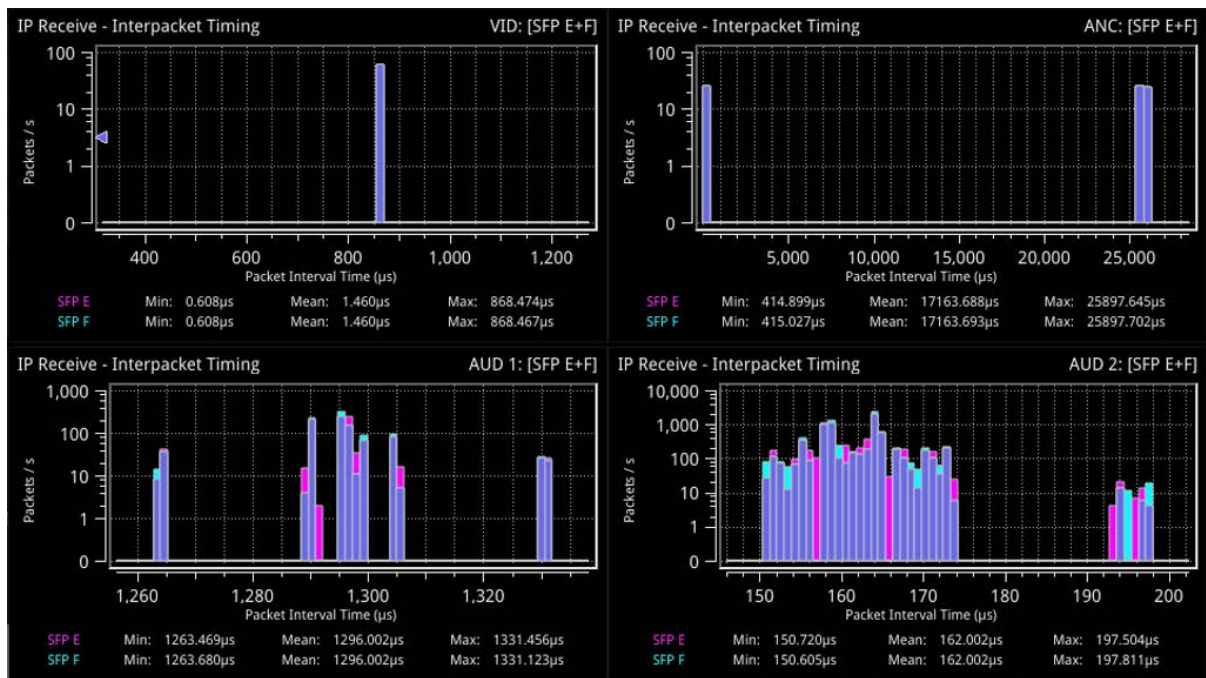 IP Receive - Interpacket Timing VID: [SFP E+F]
100
10
1
0
Packets / s
400 600 800 1,000 1,200
Packet Interval Time (µs)
SFP E Min: 0.608µs Mean: 1.460µs Max: 868.474µs
SFP F Min: 0.608µs Mean: 1.460µs Max: 868.467µs
IP Receive - Interpacket Timing ANC: [SFP E+F]
100
10
1
0
Packets / s
5,000 10,000 15,000 20,000 25,000
Packet Interval Time (µs)
SFP E Min: 414.899µs Mean: 17163.688µs Max: 25897.645µs
SFP F Min: 415.027µs Mean: 17163.693µs Max: 25897.702µs
IP Receive - Interpacket Timing AUD 1: [SFP E+F]
1,000
100
10
1
0
Packets / s
1,260 1,280 1,300 1,320
Packet Interval Time (µs)
SFP E Min: 1263.469µs Mean: 1296.002µs Max: 1331.456µs
SFP F Min: 1263.680µs Mean: 1296.002µs Max: 1331.123µs
IP Receive - Interpacket Timing AUD 2: [SFP E+F]
10,000
1,000
100
10
1
0
Packets / s
150 160 170 180 190 200
Packet Interval Time (µs)
SFP E Min: 150.720µs Mean: 162.002µs Max: 197.504µs
SFP F Min: 150.605µs Mean: 162.002µs Max: 197.811µs